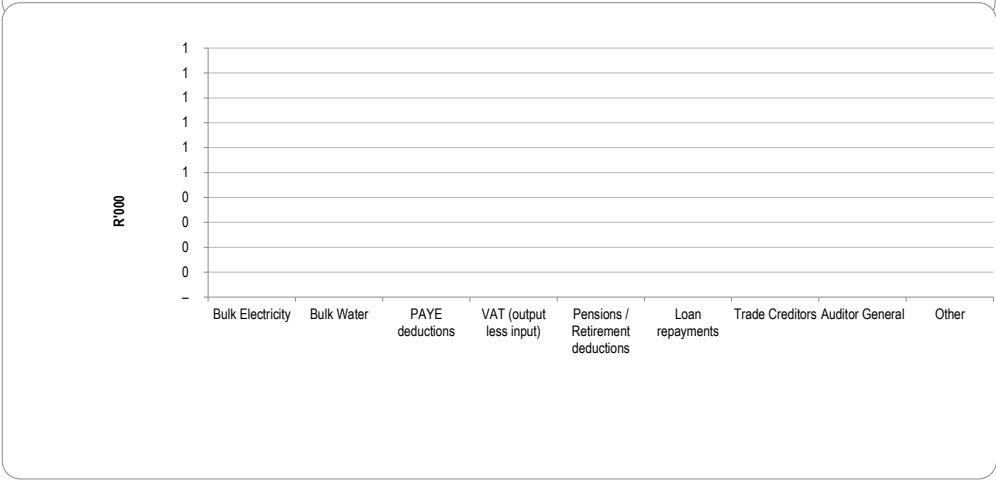 1
1
1
1
1
1
0
0
0
0
–
R'000
Bulk Electricity
Bulk Water
PAYE
deductions
VAT (output
less input)
Pensions /
Retirement
deductions
Loan
repayments
Trade Creditors
Auditor General
Other